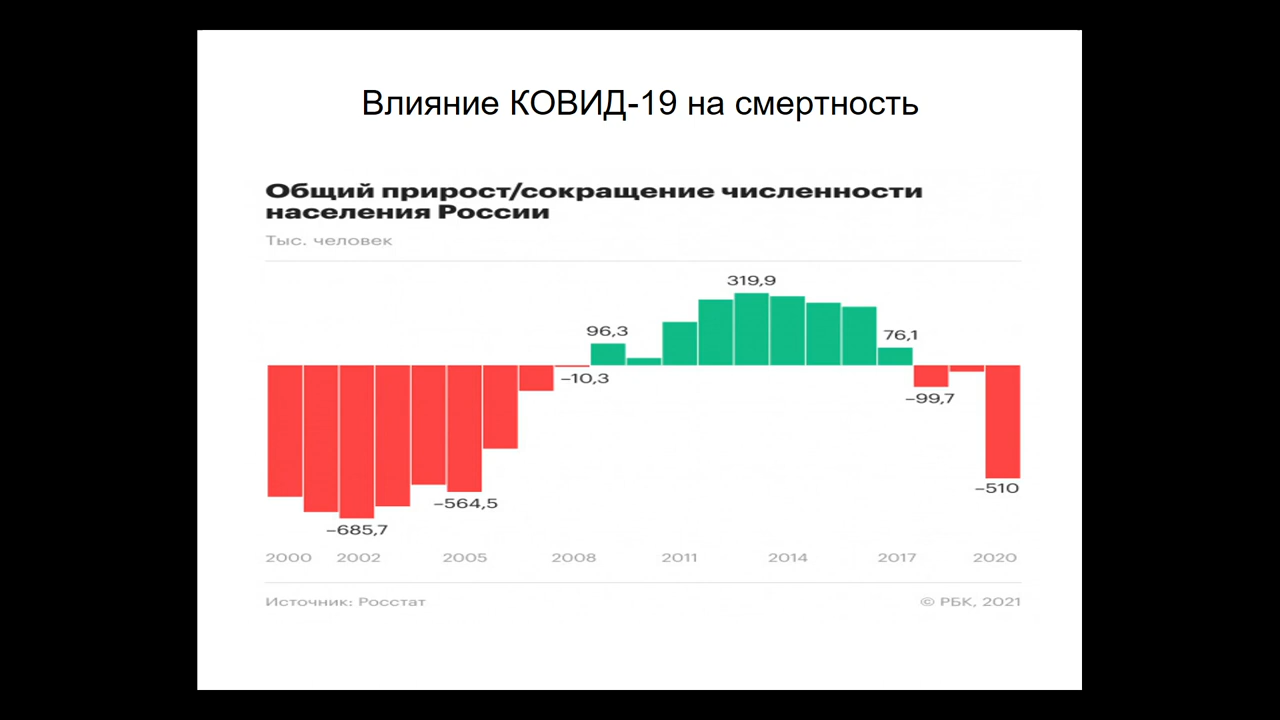 Влияние КОВИД-19 на смертность
Общий прирост/сокращение численности
населения России
Тыс. человек
319,9
96,3
76,1
−10,3
−99,7
−510
−564,5
−685,7
2000 2002 2005 2008 2011 2014 2017 2020
Источник: Росстат © РБК, 2021